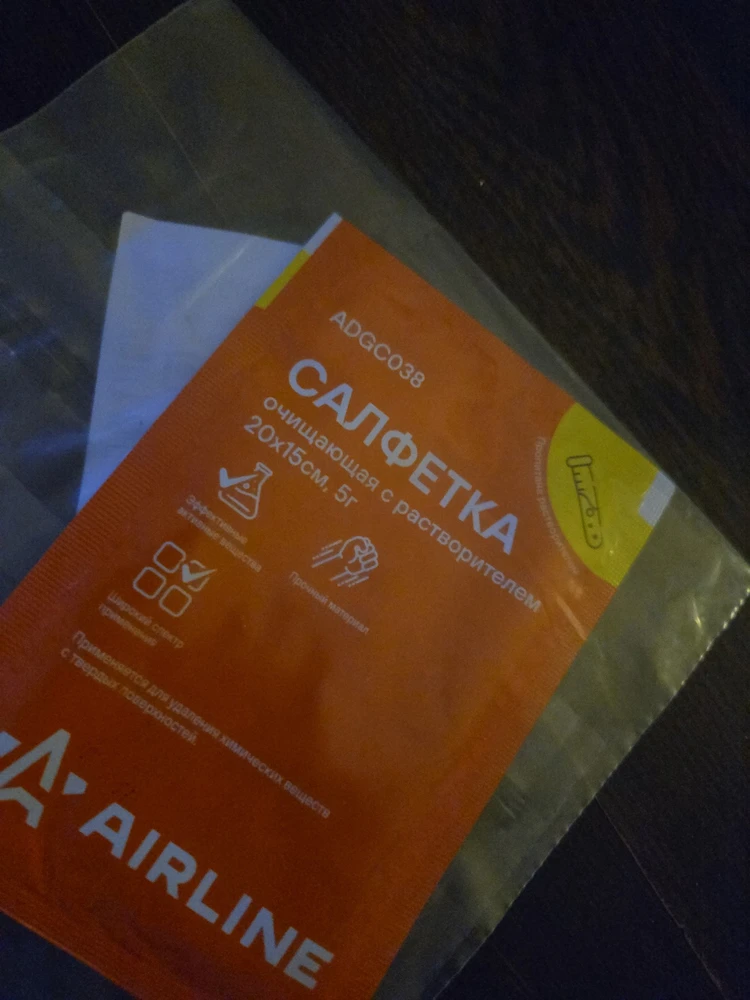 ADGC038
САЛФЕТКА
очищающая с растворителем
20х15см, 5г
Эффективные
активные вещества
Прочный материал
Широкий спектр
применения
Применяется для удаления химических веществ
с твердых поверхностей.
AIRLINE